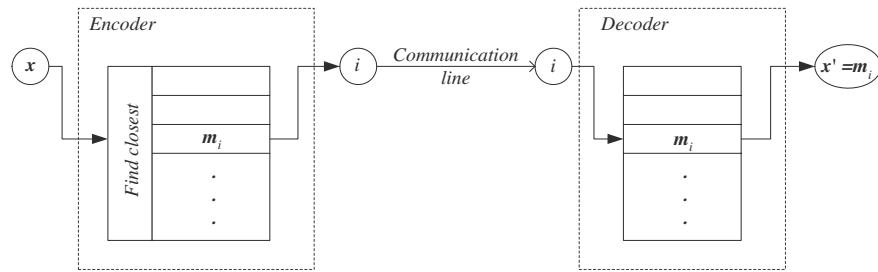 Encoder
Decoder
x
Find closest
m_i
.
.
.
i
Communication
line
i
m_i
.
.
.
x' =m_i